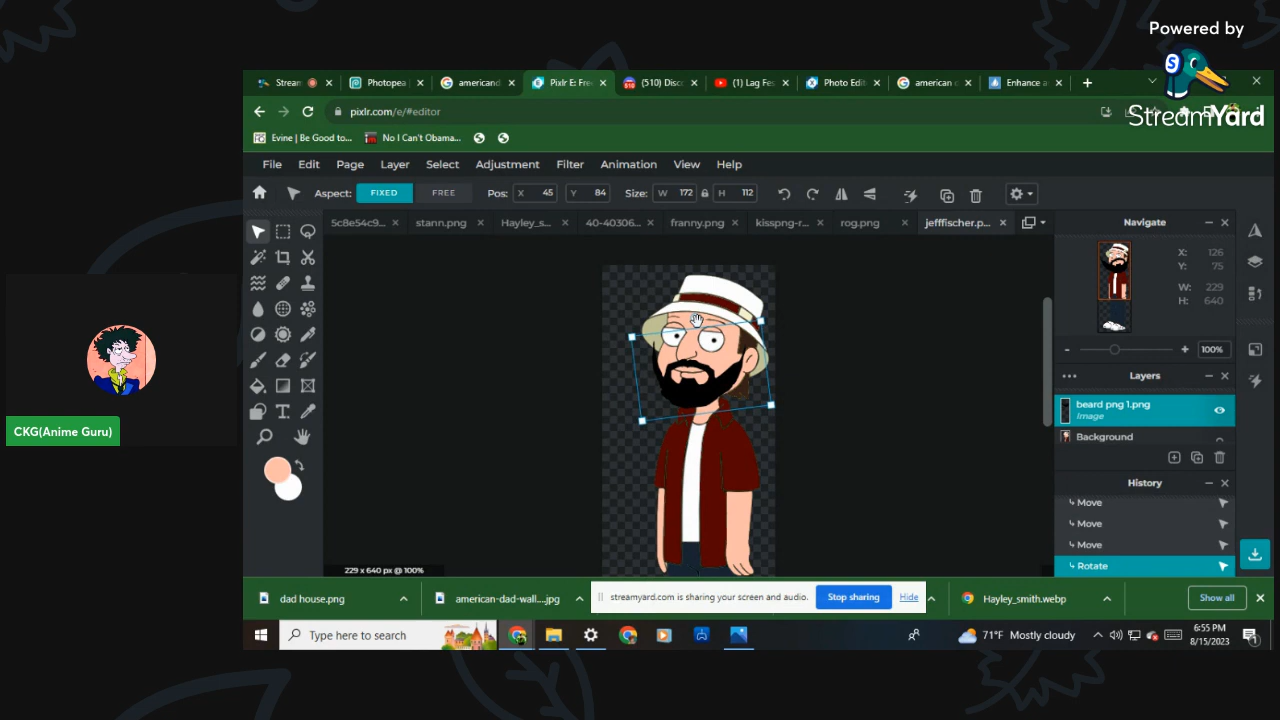 Powered by
StreamYard
Stream
Photopea
americand
Pixlr E: Fre
(510) Disc
(1) Lag Fes
Photo Edit
american c
Enhance a
pixlr.com/e/#editor
Evine | Be Good to...
No I Can't Obama...
File Edit Page Layer Select Adjustment Filter Animation View Help
Aspect: FIXED FREE Pos: X 45 Y 84 Size: W 172 H 112
5c8e54c9...
stann.png
Hayley_s...
40-40306...
franny.png
kisspng-r...
rog.png
jefffischer.p...
Navigate
X: 126
Y: 75
W: 229
H: 640
- + 100%
Layers
beard png 1.png
Image
Background
History
Move
Move
Move
Rotate
229 x 640 px @ 100%
CKG(Anime Guru)
dad house.png
american-dad-wall....jpg
streamyard.com is sharing your screen and audio.
Stop sharing
Hide
Hayley_smith.webp
Show all
Type here to search
71°F Mostly cloudy
6:55 PM
8/15/2023